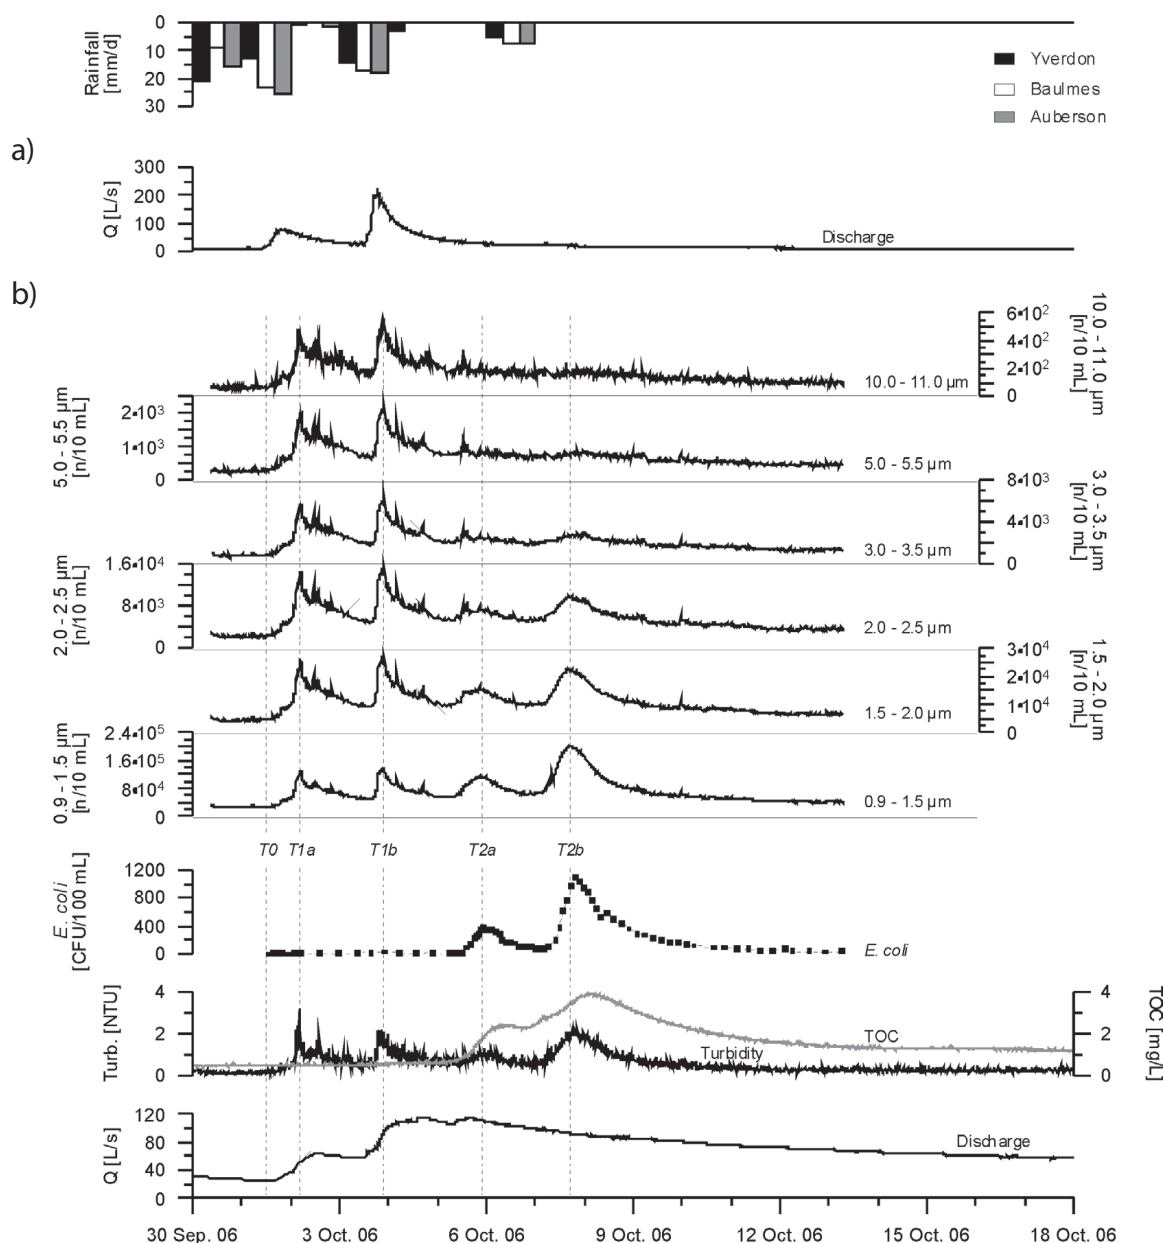 Rainfall
[mm/d]
0
10
20
30
Yverdon
Baulmes
Auberson
a)
Q [L/s]
300
200
100
0
Discharge
b)
6•10²
4•10²
2•10²
0
10.0 - 11.0 µm
[n/10 mL]
10.0 - 11.0 µm
5.0 - 5.5 µm
[n/10 mL]
2•10³
1•10³
0
5.0 - 5.5 µm
8•10³
4•10³
0
3.0 - 3.5 µm
[n/10 mL]
3.0 - 3.5 µm
2.0 - 2.5 µm
[n/10 mL]
1.6•10⁴
8•10³
0
2.0 - 2.5 µm
3•10⁴
2•10⁴
1•10⁴
0
1.5 - 2.0 µm
[n/10 mL]
1.5 - 2.0 µm
0.9 - 1.5 µm
[n/10 mL]
2.4•10⁵
1.6•10⁵
8•10⁴
0
0.9 - 1.5 µm
T0 T1a T1b T2a T2b
E. coli
[CFU/100 mL]
1200
800
400
0
E. coli
Turb. [NTU]
4
2
0
TOC
Turbidity
4
2
0
TOC [mg/L]
Q [L/s]
120
80
40
0
Discharge
30 Sep. 06 3 Oct. 06 6 Oct. 06 9 Oct. 06 12 Oct. 06 15 Oct. 06 18 Oct. 06